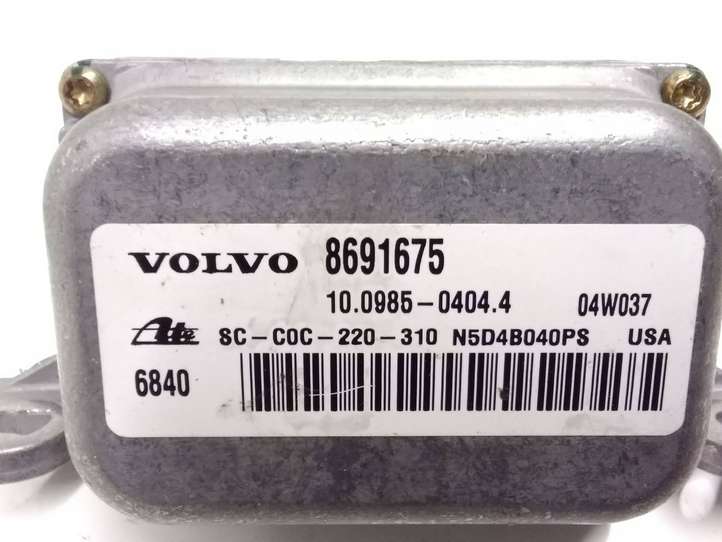 VOLVO 8691675
10.0985-0404.4 04W037
Ate SC-C0C-220-310 N5D4B040PS USA
6840